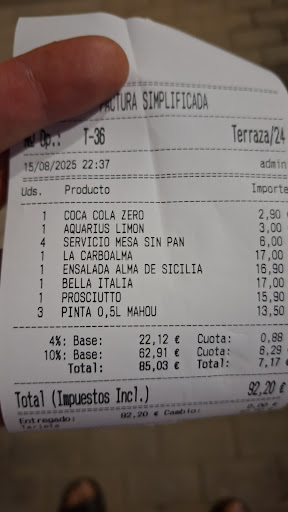 FACTURA SIMPLIFICADA
Nº Op.: T-36 Terraza/24
15/08/2025 22:37 admin
Uds. Producto Importe
1 COCA COLA ZERO 2,90 €
1 AQUARIUS LIMON 3,00
4 SERVICIO MESA SIN PAN 6,00
1 LA CARBOALMA 17,00
1 ENSALADA ALMA DE SICILIA 16,90
1 BELLA ITALIA 17,00
1 PROSCIUTTO 15,90
3 PINTA 0,5L MAHOU 13,50
4%: Base: 22,12 € Cuota: 0,88
10%: Base: 62,91 € Cuota: 6,29
Total: 85,03 € Total: 7,17 €
Total (Impuestos Incl.) 92,20 €
Entregado: 92,20 € Cambio: 0,00 €
Tarjeta